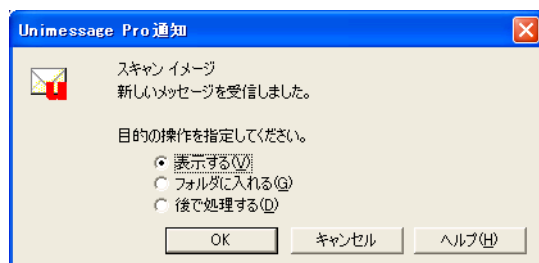 Unimessage Pro通知
スキャン イメージ
新しいメッセージを受信しました。
目的の操作を指定してください。
表示する(V)
フォルダに入れる(G)
後で処理する(D)
OK キャンセル ヘルプ(H)